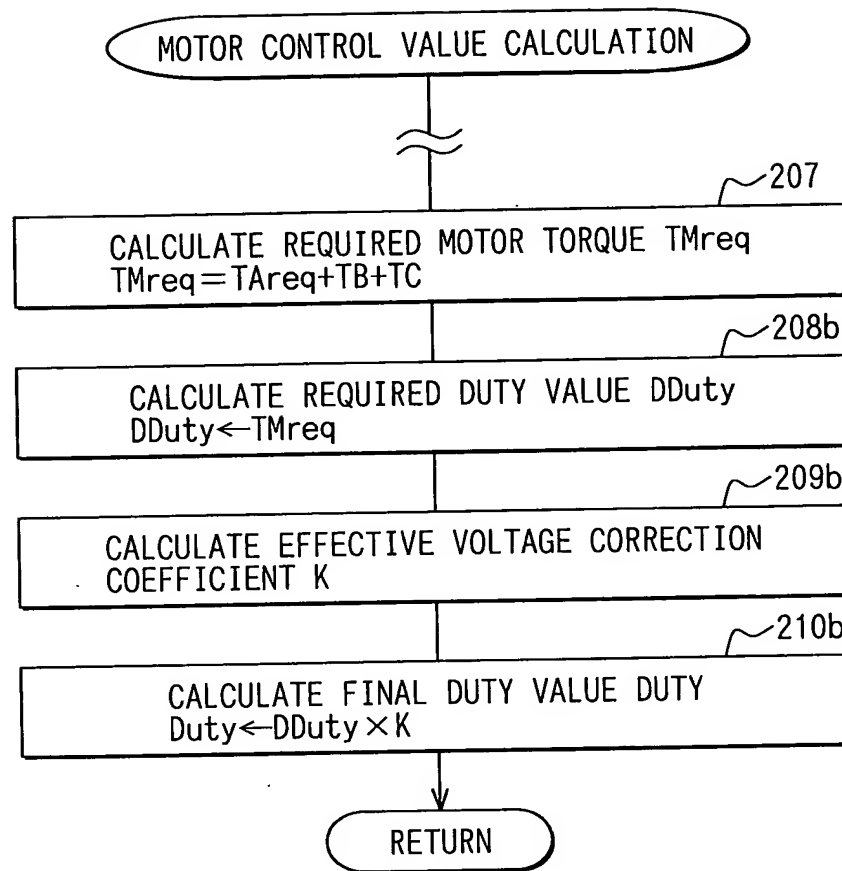 MOTOR CONTROL VALUE CALCULATION
207
CALCULATE REQUIRED MOTOR TORQUE TMreq
TMreq=TAreq+TB+TC
208b
CALCULATE REQUIRED DUTY VALUE DDuty
DDuty←TMreq
209b
CALCULATE EFFECTIVE VOLTAGE CORRECTION
COEFFICIENT K
210b
CALCULATE FINAL DUTY VALUE DUTY
Duty←DDuty×K
RETURN